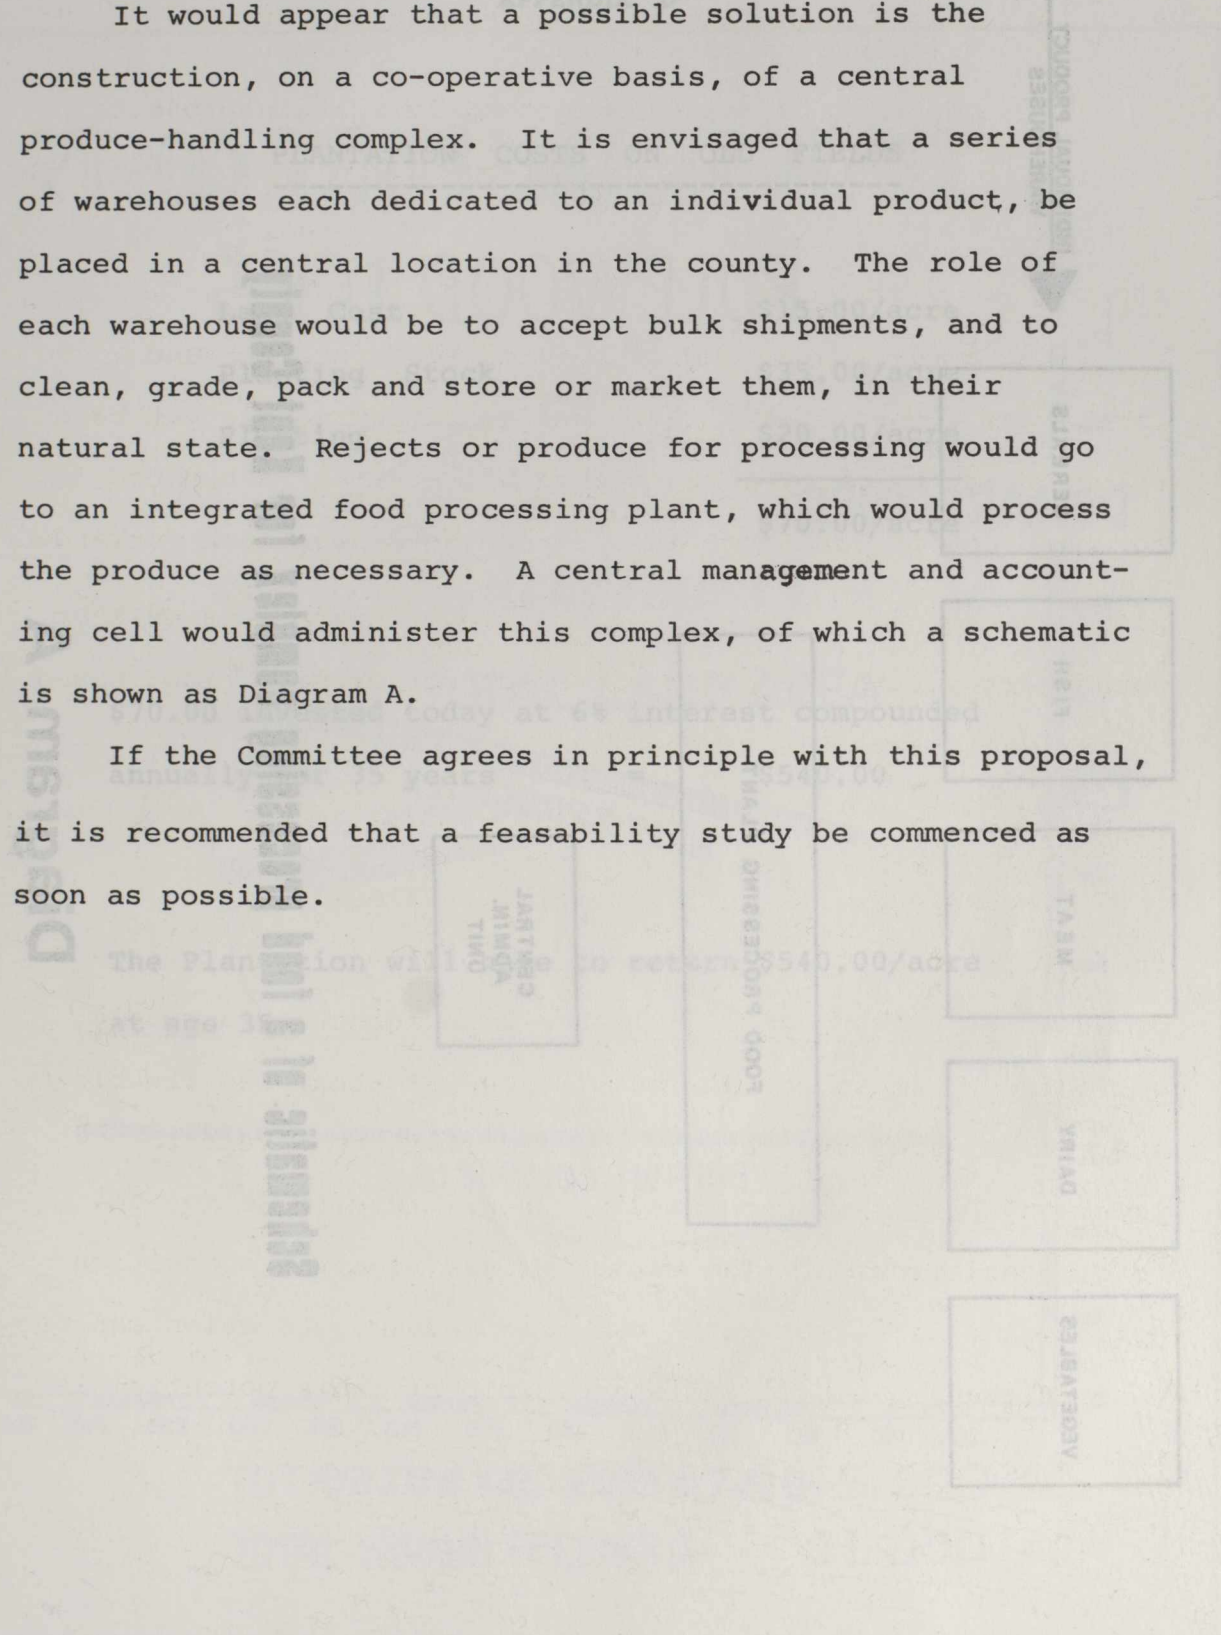 It would appear that a possible solution is the
construction, on a co-operative basis, of a central
produce-handling complex. It is envisaged that a series
of warehouses each dedicated to an individual product, be
placed in a central location in the county. The role of
each warehouse would be to accept bulk shipments, and to
clean, grade, pack and store or market them, in their
natural state. Rejects or produce for processing would go
to an integrated food processing plant, which would process
the produce as necessary. A central management and account-
ing cell would administer this complex, of which a schematic
is shown as Diagram A.
If the Committee agrees in principle with this proposal,
it is recommended that a feasability study be commenced as
soon as possible.